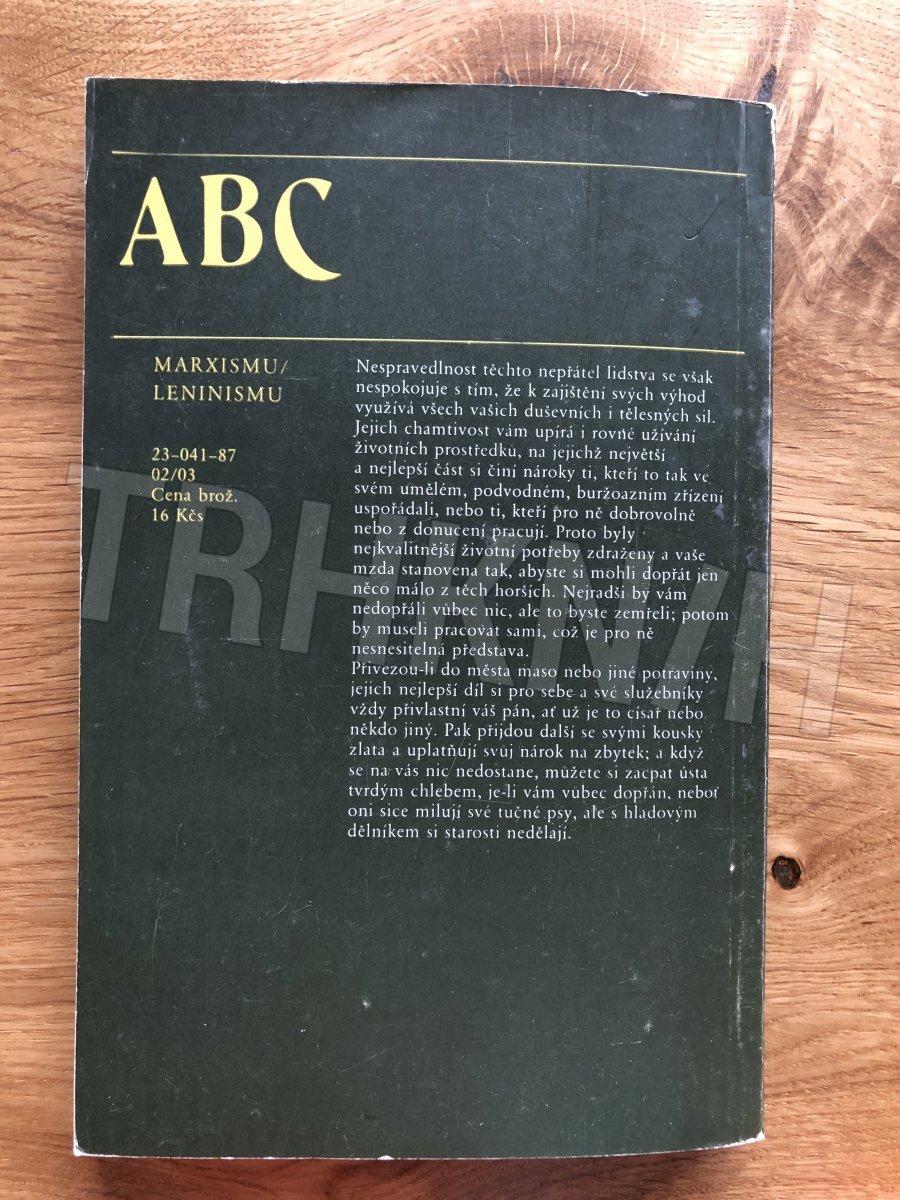 ABC
MARXISMU/
LENINISMU
23-041-87
02/03
Cena brož.
16 Kčs
Nespravedlnost těchto nepřátel lidstva se však
nespokojuje s tím, že k zajištění svých výhod
využívá všech vašich duševních i tělesných sil.
Jejich chamtivost vám upírá i rovné užívání
životních prostředků, na jejichž největší
a nejlepší část si činí nároky ti, kteří to tak ve
svém umělém, podvodném, buržoazním zřízení
uspořádali, nebo ti, kteří pro ně dobrovolně
nebo z donucení pracují. Proto byly
nejkvalitnější životní potřeby zdraženy a vaše
mzda stanovena tak, abyste si mohli dopřát jen
něco málo z těch horších. Nejradši by vám
nedopřáli vůbec nic, ale to byste zemřeli; potom
by museli pracovat sami, což je pro ně
nesnesitelná představa.
Přivezou-li do města maso nebo jiné potraviny,
jejich nejlepší díl si pro sebe a své služebníky
vždy přivlastní váš pán, ať už je to císař nebo
někdo jiný. Pak přijdou další se svými kousky
zlata a uplatňují svůj nárok na zbytek; a když
se na vás nic nedostane, můžete si zacpat ústa
tvrdým chlebem, je-li vám vůbec dopřán, neboť
oni sice milují své tučné psy, ale s hladovým
dělníkem si starosti nedělají.
TRHKNIH